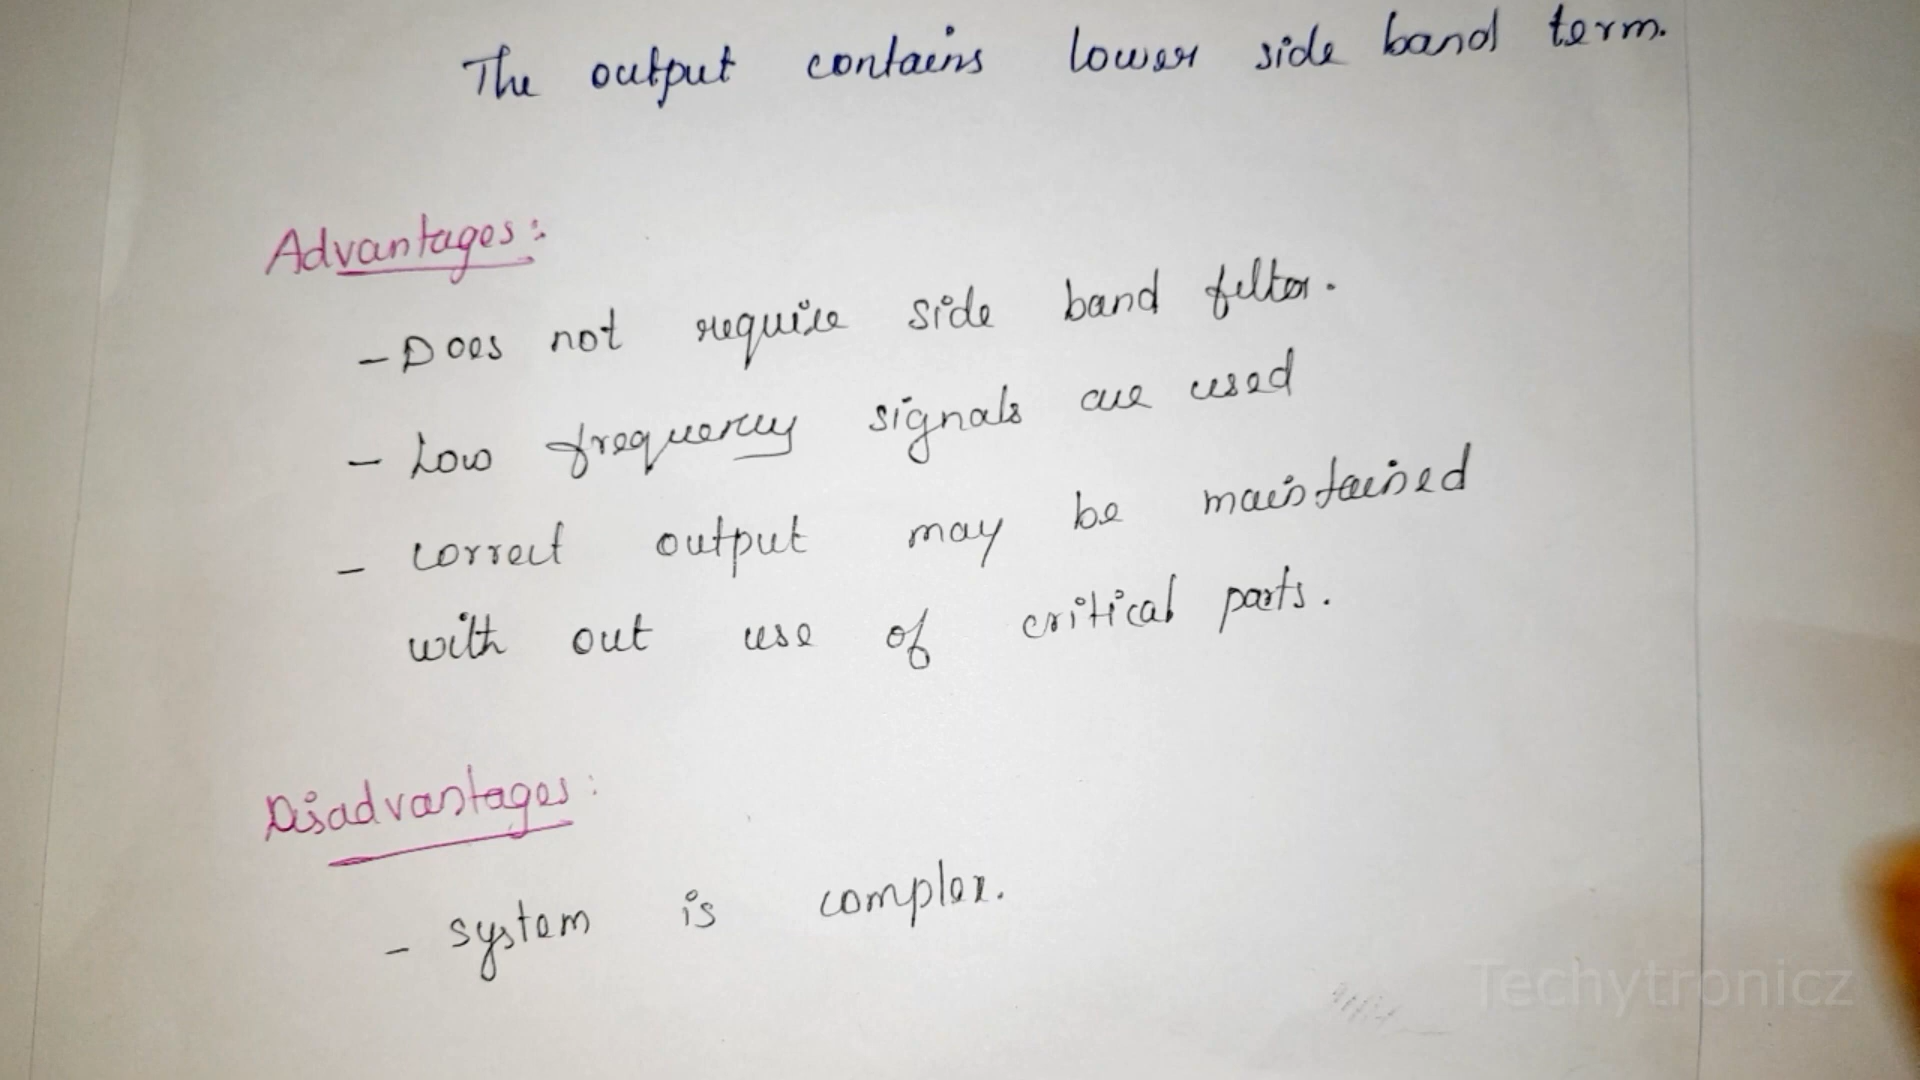 The output contains lower side band term.
Advantages:
- Does not require side band filter.
- Low frequency signals are used
- correct output may be maintained
with out use of critical parts.
Disadvantages:
- system is complex.
Techytronicz